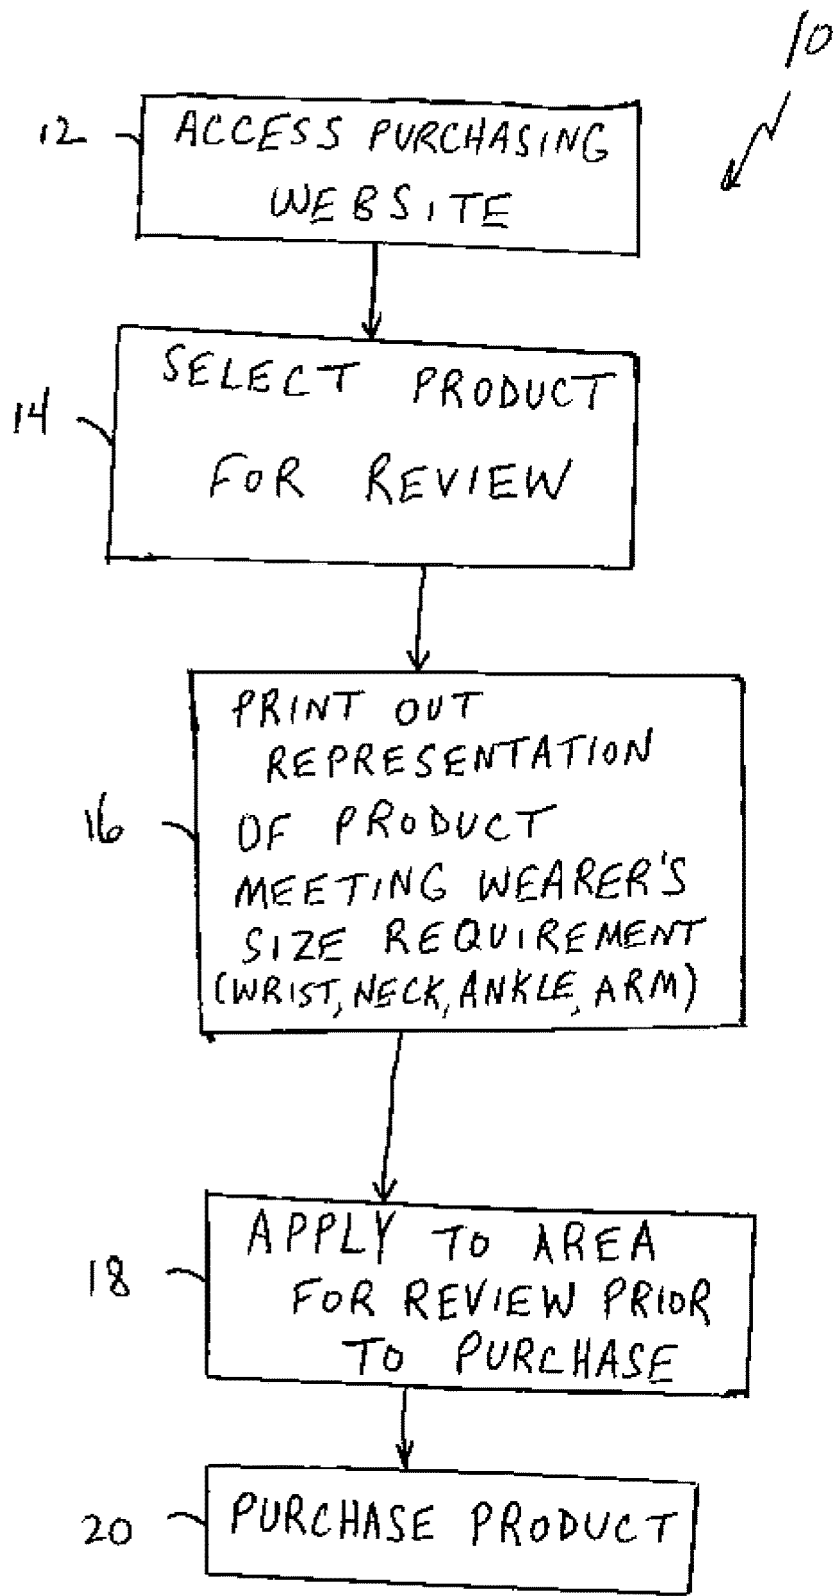 10
12
ACCESS PURCHASING
WEBSITE
14
SELECT PRODUCT
FOR REVIEW
16
PRINT OUT
REPRESENTATION
OF PRODUCT
MEETING WEARER'S
SIZE REQUIREMENT
(WRIST, NECK, ANKLE, ARM)
18
APPLY TO AREA
FOR REVIEW PRIOR
TO PURCHASE
20
PURCHASE PRODUCT